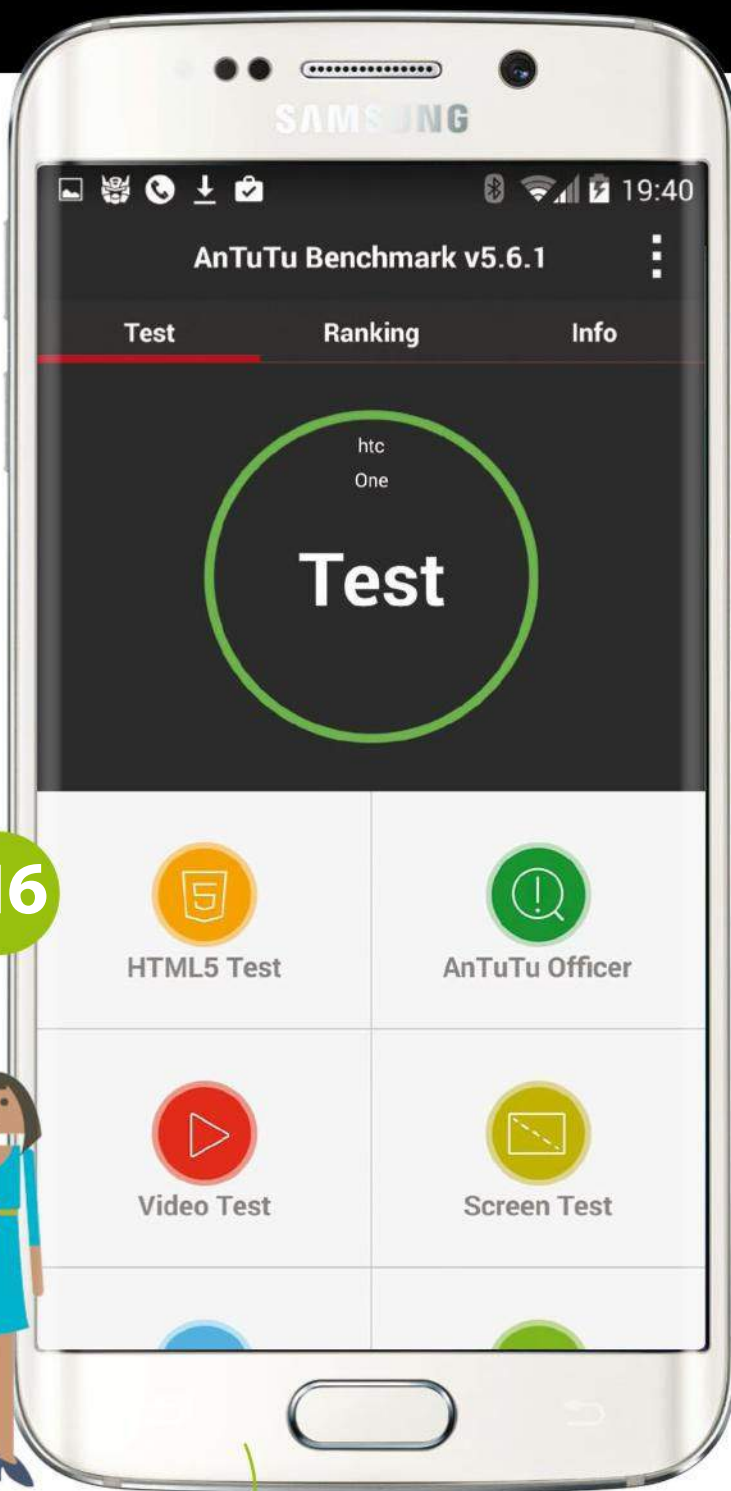 SAMSUNG
19:40
AnTuTu Benchmark v5.6.1
Test Ranking Info
htc
One
Test
16
5
HTML5 Test AnTuTu Officer
Video Test Screen Test